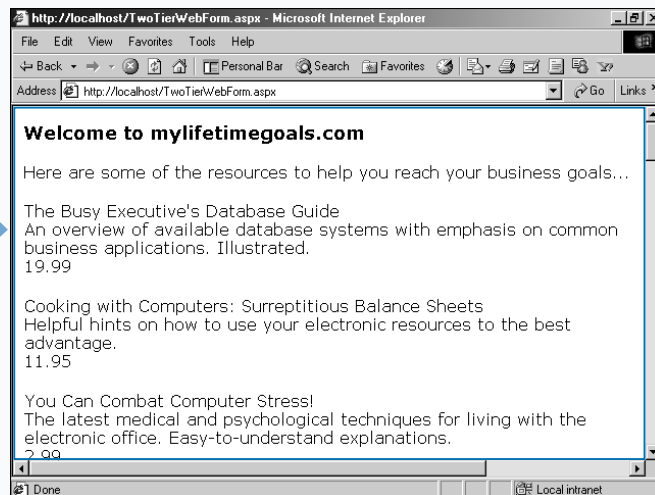 http://localhost/TwoTierWebForm.aspx - Microsoft Internet Explorer
File Edit View Favorites Tools Help
Back Personal Bar Search Favorites
Address http://localhost/TwoTierWebForm.aspx Go Links »
Welcome to mylifetimegoals.com
Here are some of the resources to help you reach your business goals...
The Busy Executive's Database Guide
An overview of available database systems with emphasis on common
business applications. Illustrated.
19.99
Cooking with Computers: Surreptitious Balance Sheets
Helpful hints on how to use your electronic resources to the best
advantage.
11.95
You Can Combat Computer Stress!
The latest medical and psychological techniques for living with the
electronic office. Easy-to-understand explanations.
2.99
Done Local intranet